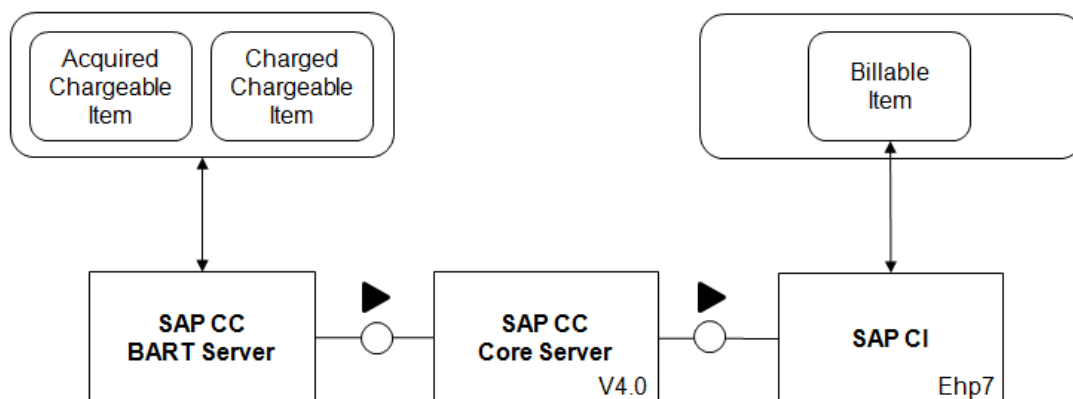 Acquired
Chargeable
Item
Charged
Chargeable
Item
Billable
Item
SAP CC
BART Server
SAP CC
Core Server
V4.0
SAP CI
Ehp7